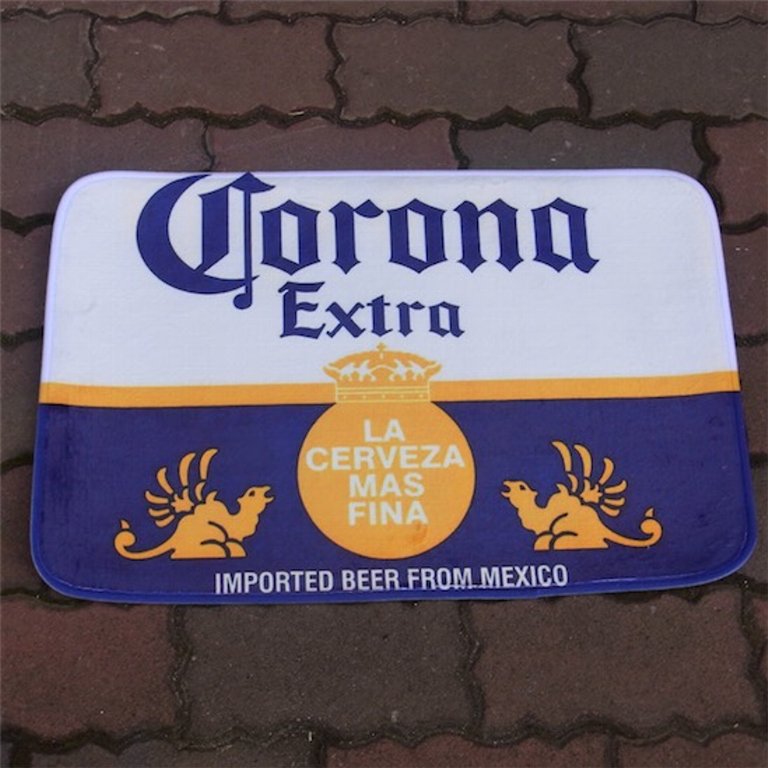 Corona
Extra
LA
CERVEZA
MAS
FINA
IMPORTED BEER FROM MEXICO